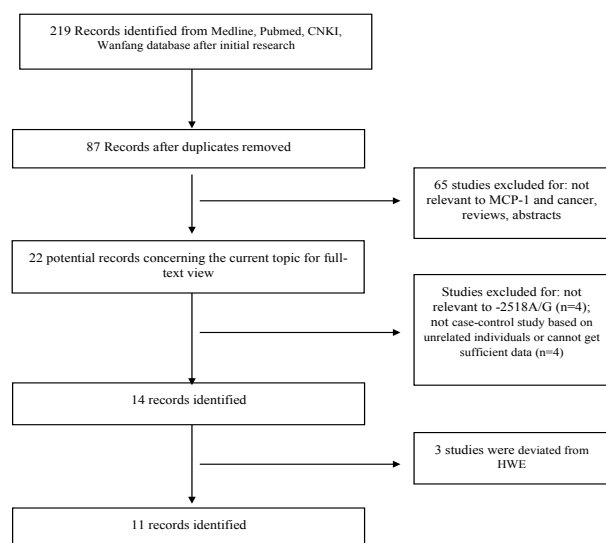 219 Records identified from Medline, Pubmed, CNKI,
Wanfang database after initial research
87 Records after duplicates removed
65 studies excluded for: not
relevant to MCP-1 and cancer,
reviews, abstracts
22 potential records concerning the current topic for full-
text view
Studies excluded for: not
relevant to -2518A/G (n=4);
not case-control study based on
unrelated individuals or cannot get
sufficient data (n=4)
14 records identified
3 studies were deviated from
HWE
11 records identified